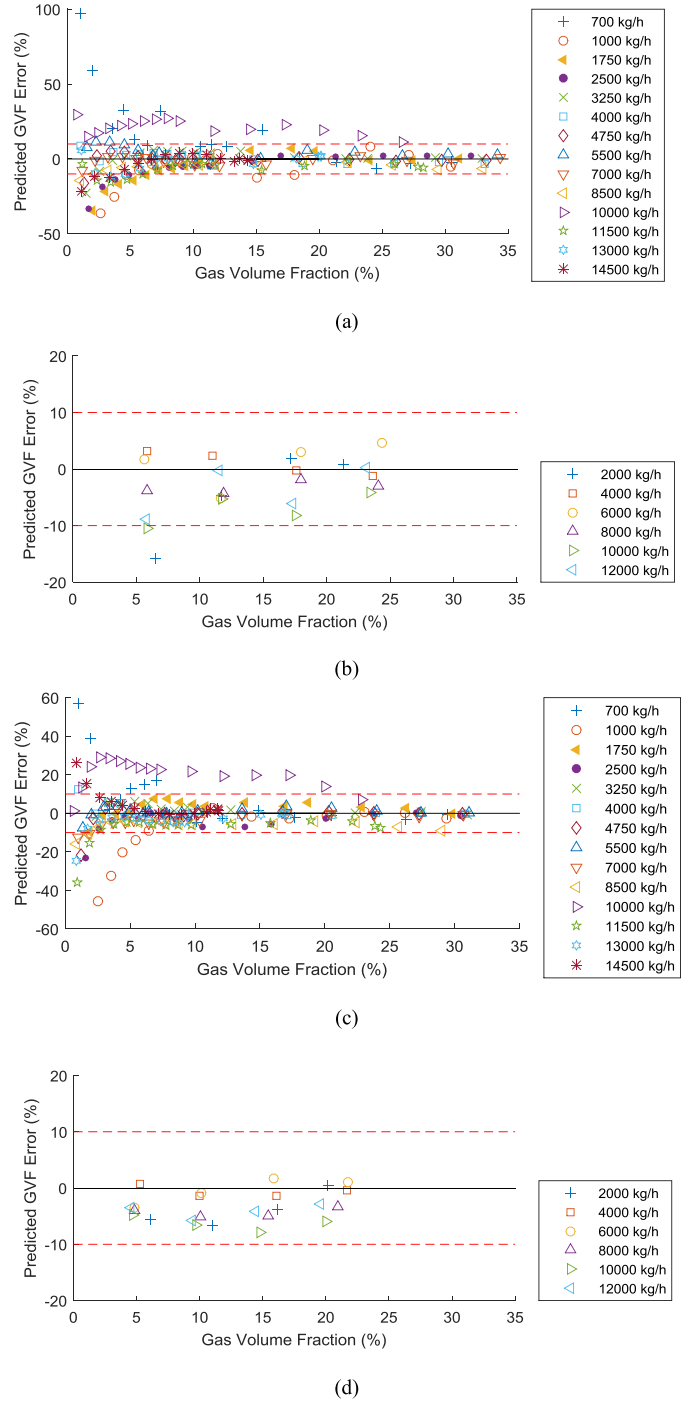 100
50
0
-50
Predicted GVF Error (%)
0 5 10 15 20 25 30 35
Gas Volume Fraction (%)
700 kg/h
1000 kg/h
1750 kg/h
2500 kg/h
3250 kg/h
4000 kg/h
4750 kg/h
5500 kg/h
7000 kg/h
8500 kg/h
10000 kg/h
11500 kg/h
13000 kg/h
14500 kg/h
(a)
20
10
0
-10
-20
Predicted GVF Error (%)
0 5 10 15 20 25 30 35
Gas Volume Fraction (%)
2000 kg/h
4000 kg/h
6000 kg/h
8000 kg/h
10000 kg/h
12000 kg/h
(b)
60
40
20
0
-20
-40
-60
Predicted GVF Error (%)
0 5 10 15 20 25 30 35
Gas Volume Fraction (%)
700 kg/h
1000 kg/h
1750 kg/h
2500 kg/h
3250 kg/h
4000 kg/h
4750 kg/h
5500 kg/h
7000 kg/h
8500 kg/h
10000 kg/h
11500 kg/h
13000 kg/h
14500 kg/h
(c)
20
10
0
-10
-20
Predicted GVF Error (%)
0 5 10 15 20 25 30 35
Gas Volume Fraction (%)
2000 kg/h
4000 kg/h
6000 kg/h
8000 kg/h
10000 kg/h
12000 kg/h
(d)